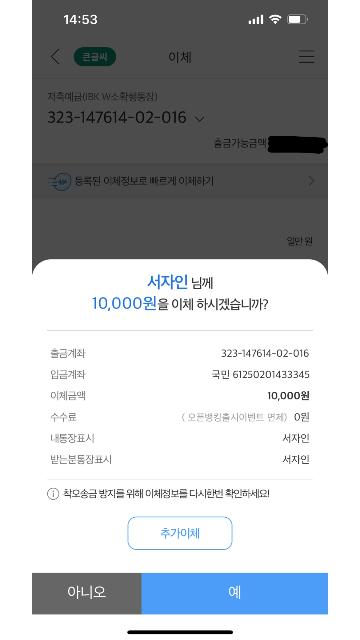 14:53
큰글씨
이체
저축예금(IBK W소확행통장)
323-147614-02-016
출금가능금액
등록된 이체정보로 빠르게 이체하기
일만 원
서자인 님께
10,000원을 이체 하시겠습니까?
출금계좌 323-147614-02-016
입금계좌 국민 61250201433345
이체금액 10,000원
수수료 ( 오픈뱅킹출시이벤트 면제) 0원
내통장표시 서자인
받는분통장표시 서자인
착오송금 방지를 위해 이체정보를 다시한번 확인하세요!
추가이체
아니오 예